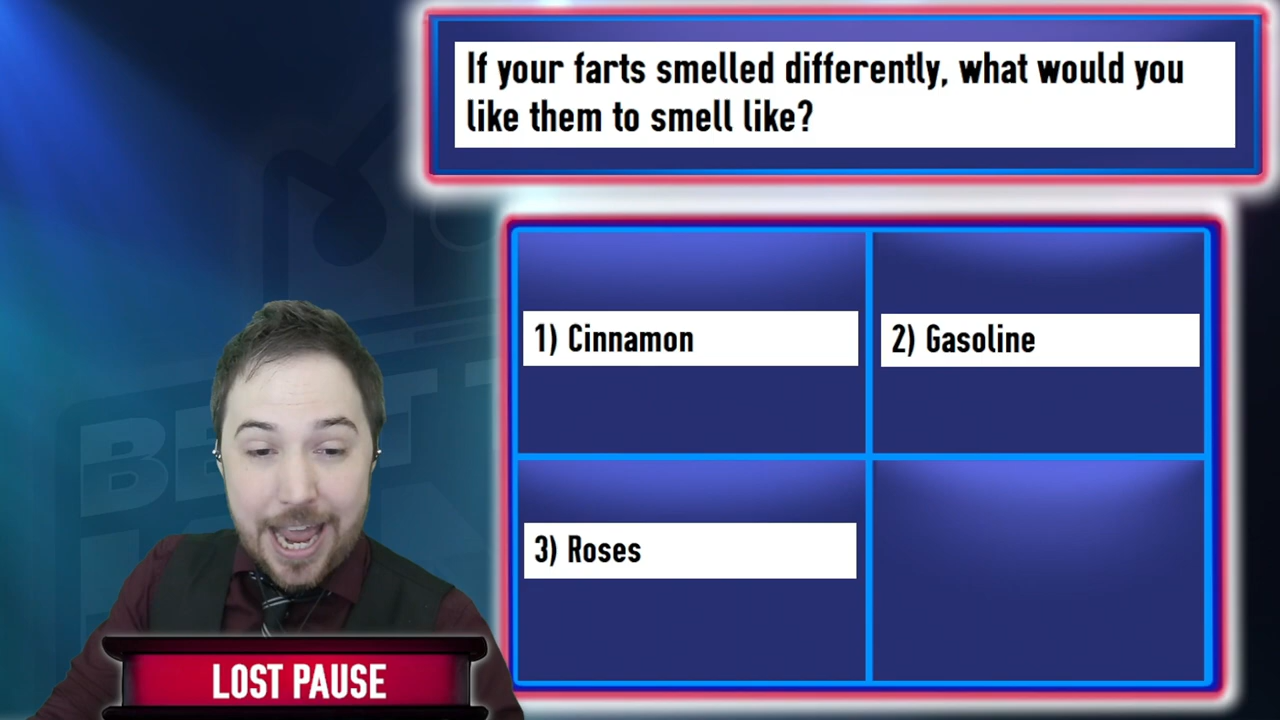 If your farts smelled differently, what would you
like them to smell like?
1) Cinnamon
2) Gasoline
3) Roses
LOST PAUSE